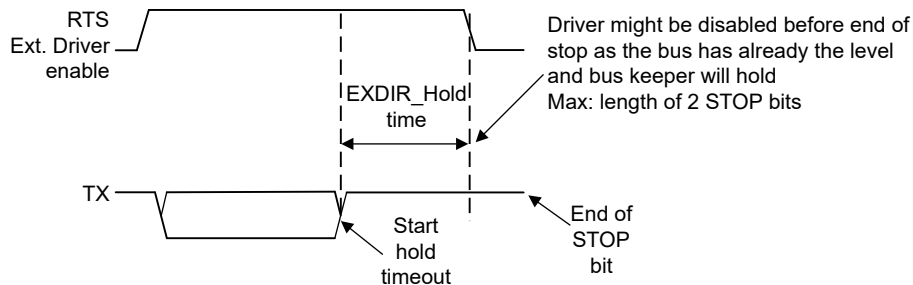 RTS
Ext. Driver
enable
Driver might be disabled before end of
stop as the bus has already the level
and bus keeper will hold
Max: length of 2 STOP bits
EXDIR_Hold
time
TX
Start
hold
timeout
End of
STOP
bit